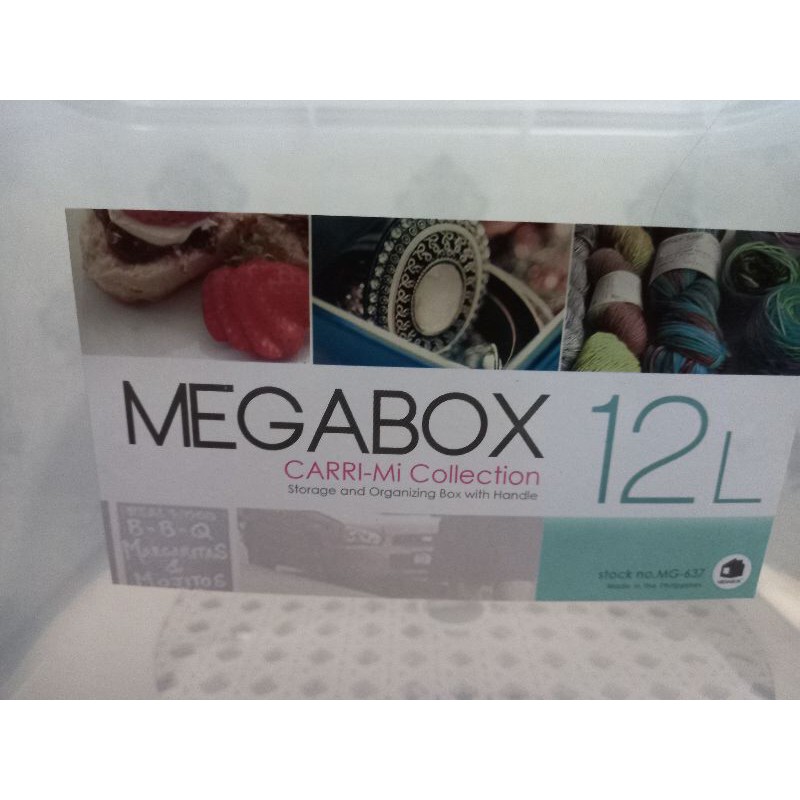 MEGABOX
12L
CARRI-Mi Collection
Storage and Organizing Box with Handle
B-B-Q
MARGARITAS
&
MOJITOS
stock no.MG-637
Made in the Philippines